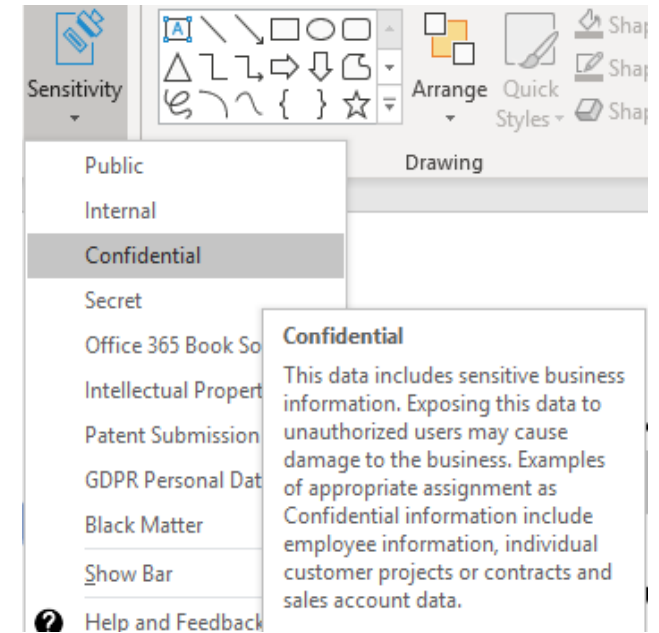 Sensitivity
Arrange
Quick
Styles
Drawing
Public
Internal
Confidential
Secret
Office 365 Book
Intellectual
Patent Submission
GDPR Personal
Black Matter
Show Bar
Help and Feedback
Confidential
This data includes sensitive business
information. Exposing this data to
unauthorized users may cause
damage to the business. Examples
of appropriate assignment as
Confidential information include
employee information, individual
customer projects or contracts and
sales account data.